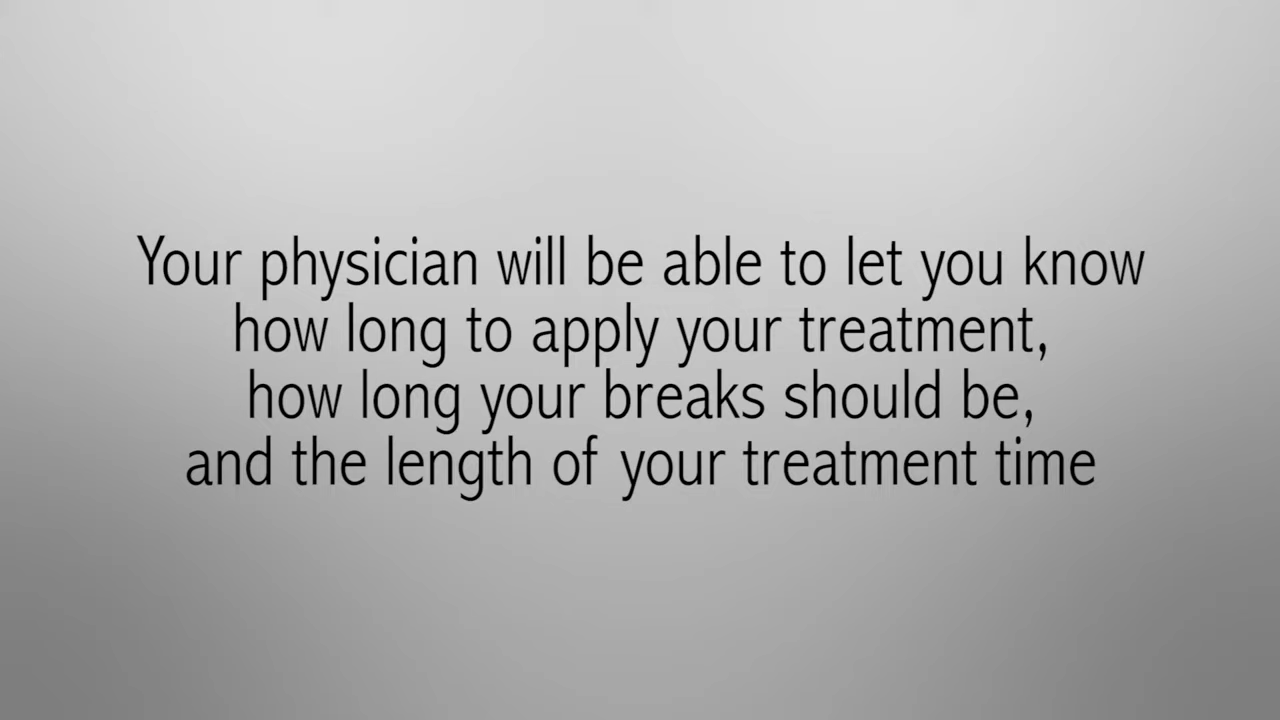 Your physician will be able to let you know
how long to apply your treatment,
how long your breaks should be,
and the length of your treatment time